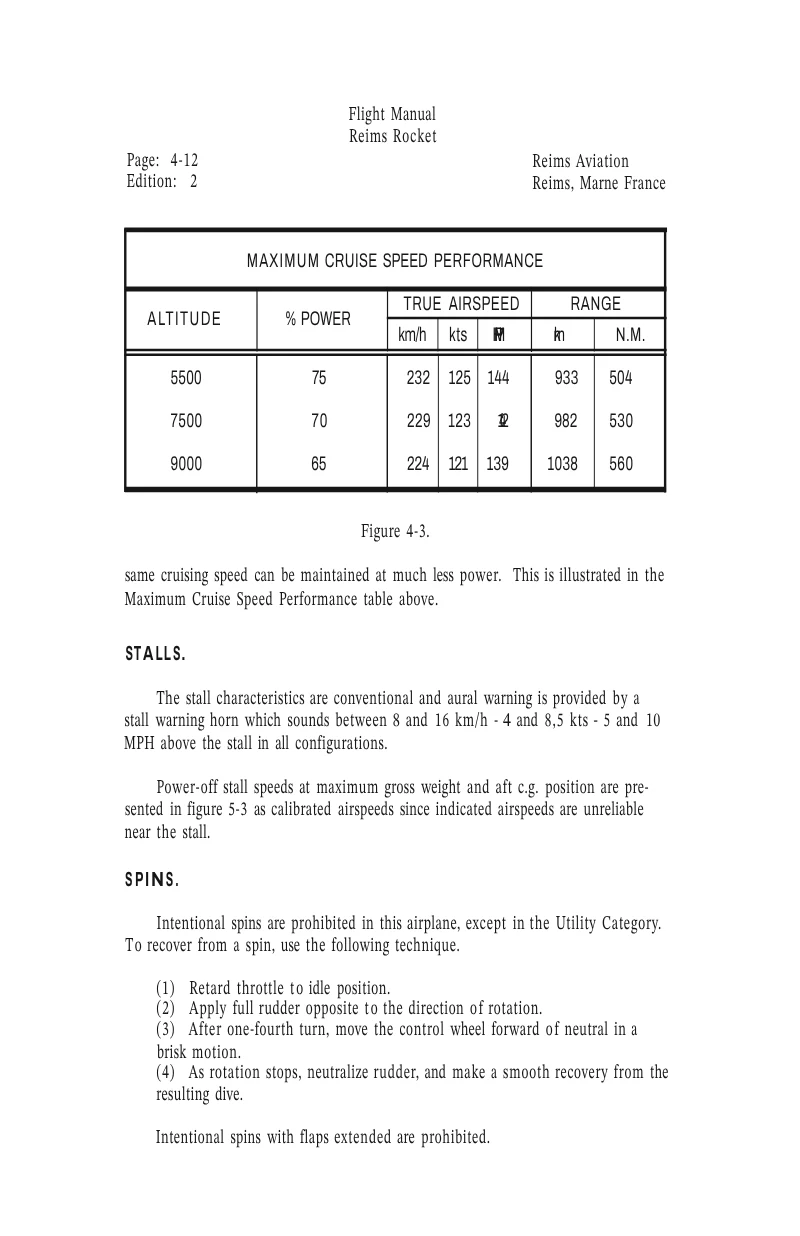 Flight Manual
Reims Rocket
Page: 4-12
Edition: 2
Reims Aviation
Reims, Marne France
MAXIMUM CRUISE SPEED PERFORMANCE
ALTITUDE % POWER TRUE AIRSPEED RANGE
km/h kts N.M.
5500 75 232 125 144 933 504
7500 70 229 123 982 530
9000 65 224 121 139 1038 560
Figure 4-3.
same cruising speed can be maintained at much less power. This is illustrated in the
Maximum Cruise Speed Performance table above.
STALLS.
The stall characteristics are conventional and aural warning is provided by a
stall warning horn which sounds between 8 and 16 km/h - 4 and 8,5 kts - 5 and 10
MPH above the stall in all configurations.
Power-off stall speeds at maximum gross weight and aft c.g. position are pre-
sented in figure 5-3 as calibrated airspeeds since indicated airspeeds are unreliable
near the stall.
SPINS.
Intentional spins are prohibited in this airplane, except in the Utility Category.
To recover from a spin, use the following technique.
(1) Retard throttle to idle position.
(2) Apply full rudder opposite to the direction of rotation.
(3) After one-fourth turn, move the control wheel forward of neutral in a
brisk motion.
(4) As rotation stops, neutralize rudder, and make a smooth recovery from the
resulting dive.
Intentional spins with flaps extended are prohibited.